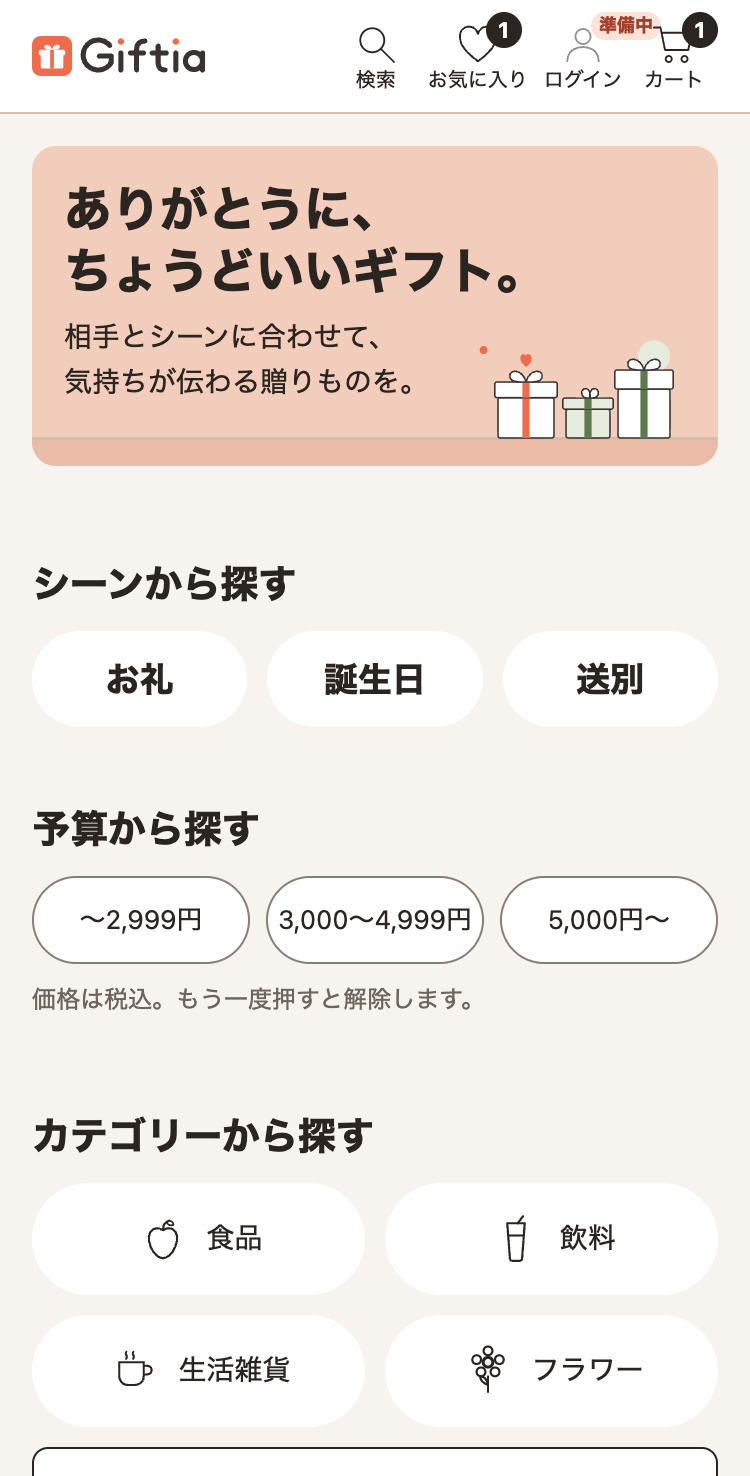 Giftia
検索
1
お気に入り
準備中
ログイン
1
カート
ありがとうに、
ちょうどいいギフト。
相手とシーンに合わせて、
気持ちが伝わる贈りものを。
シーンから探す
お礼
誕生日
送別
予算から探す
〜2,999円
3,000〜4,999円
5,000円〜
価格は税込。もう一度押すと解除します。
カテゴリーから探す
食品
飲料
生活雑貨
フラワー